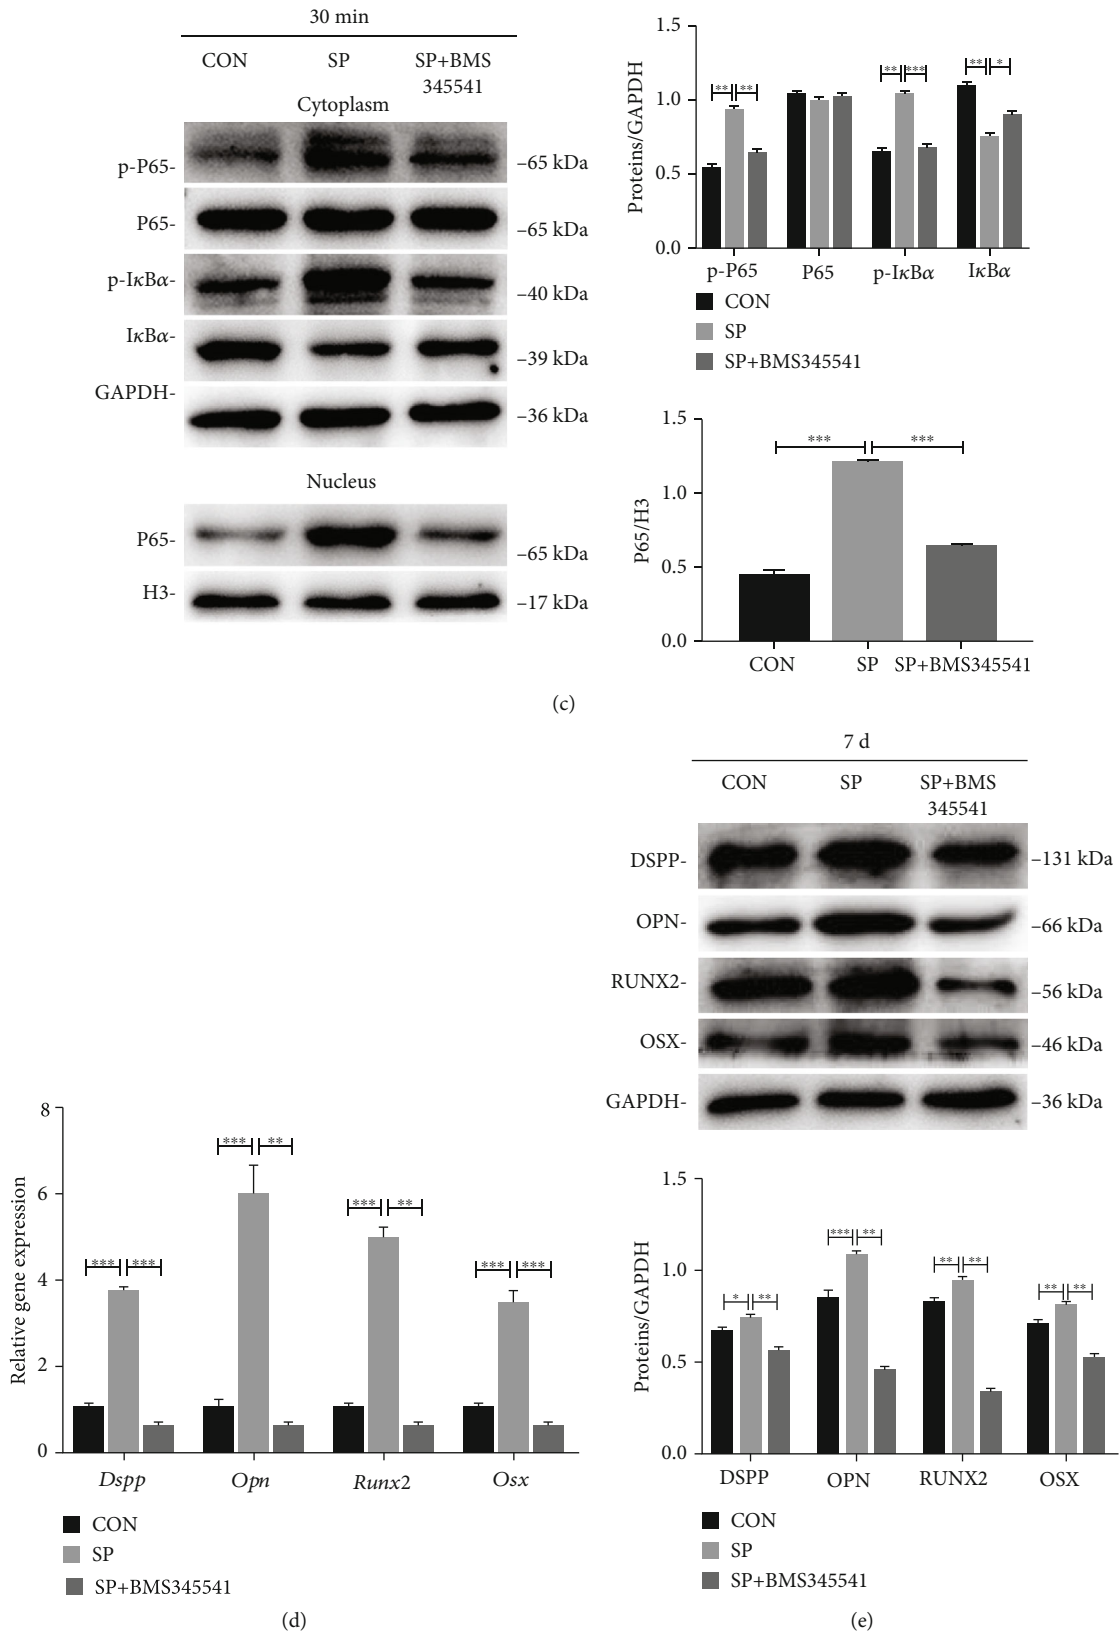 30 min
CON SP SP+BMS
345541
Cytoplasm
p-P65- –65 kDa
P65- –65 kDa
p-IκBα- –40 kDa
IκBα- –39 kDa
GAPDH- –36 kDa
Nucleus
P65- –65 kDa
H3- –17 kDa
Proteins/GAPDH
1.5
1.0
0.5
0.0
** ** ** *** ** *
p-P65 P65 p-IκBα IκBα
CON
SP
SP+BMS345541
P65/H3
1.5
1.0
0.5
0.0
*** ***
CON SP SP+BMS345541
(c)
Relative gene expression
8
6
4
2
0
*** *** *** ** *** ** *** ***
Dspp Opn Runx2 Osx
CON
SP
SP+BMS345541
(d)
7 d
CON SP SP+BMS
345541
DSPP- –131 kDa
OPN- –66 kDa
RUNX2- –56 kDa
OSX- –46 kDa
GAPDH- –36 kDa
Proteins/GAPDH
1.5
1.0
0.5
0.0
* ** *** ** ** ** ** **
DSPP OPN RUNX2 OSX
CON
SP
SP+BMS345541
(e)